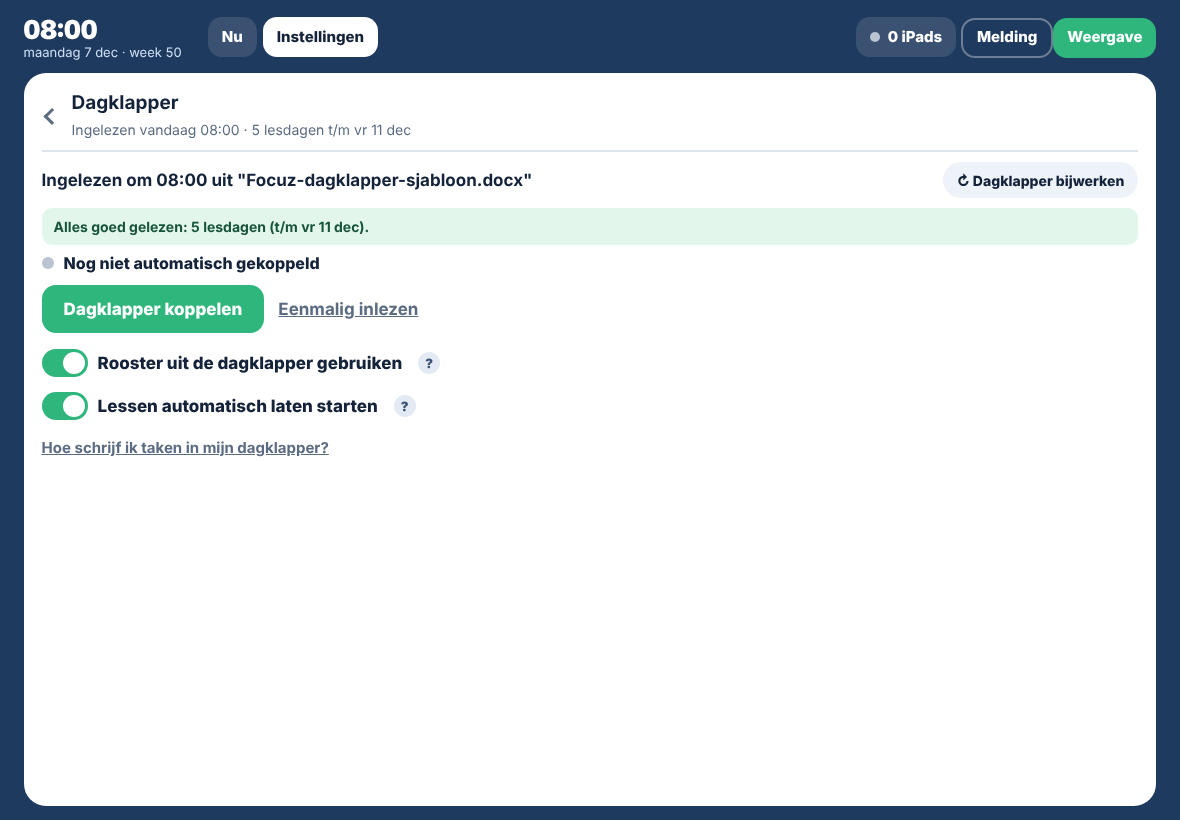 08:00
maandag 7 dec · week 50
Nu
Instellingen
0 iPads
Melding
Weergave
Dagklapper
Ingelezen vandaag 08:00 · 5 lesdagen t/m vr 11 dec
Ingelezen om 08:00 uit "Focuz-dagklapper-sjabloon.docx"
↻ Dagklapper bijwerken
Alles goed gelezen: 5 lesdagen (t/m vr 11 dec).
Nog niet automatisch gekoppeld
Dagklapper koppelen
Eenmalig inlezen
Rooster uit de dagklapper gebruiken
?
Lessen automatisch laten starten
?
Hoe schrijf ik taken in mijn dagklapper?